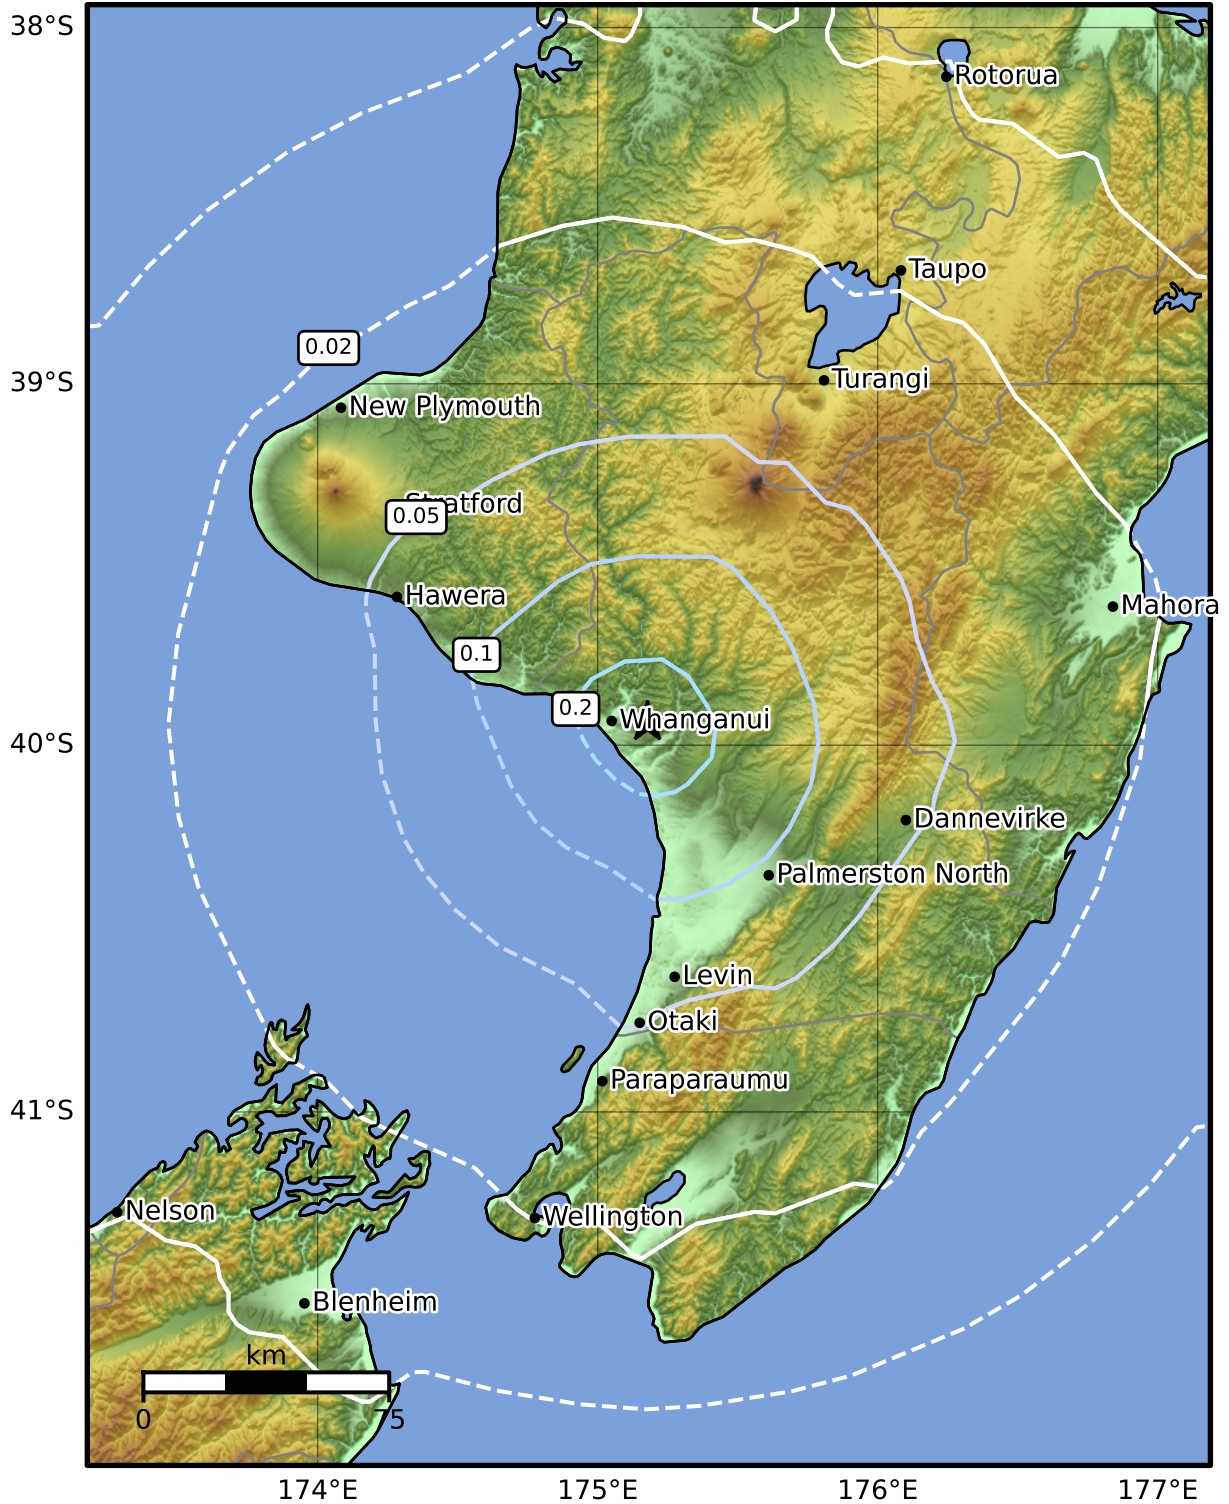 38°S
Rotorua
Taupo
0.02
Turangi
39°S
New Plymouth
Stratford
0.05
Hawera
Mahora
0.1
0.2
Whanganui
40°S
Dannevirke
Palmerston North
Levin
Otaki
Paraparaumu
41°S
Nelson
Wellington
Blenheim
km
0
75
174°E
175°E
176°E
177°E